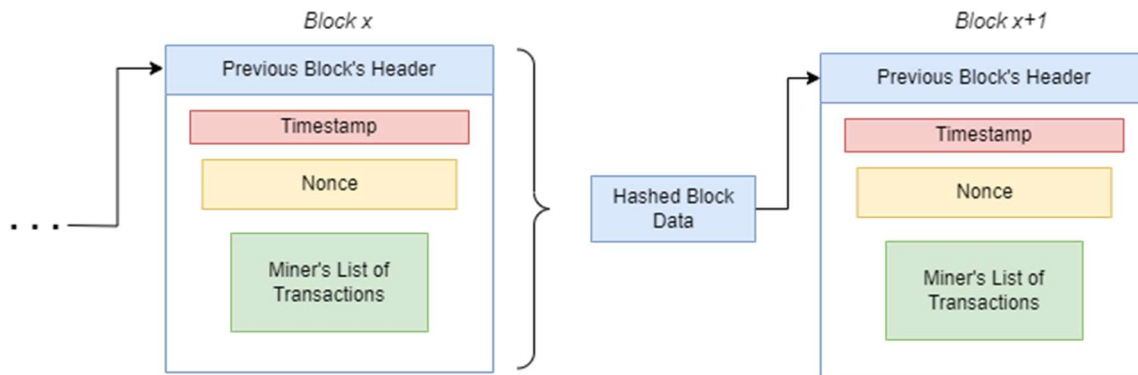 Block x
Previous Block's Header
Timestamp
Nonce
Miner's List of
Transactions
. . .
Hashed Block
Data
Block x+1
Previous Block's Header
Timestamp
Nonce
Miner's List of
Transactions